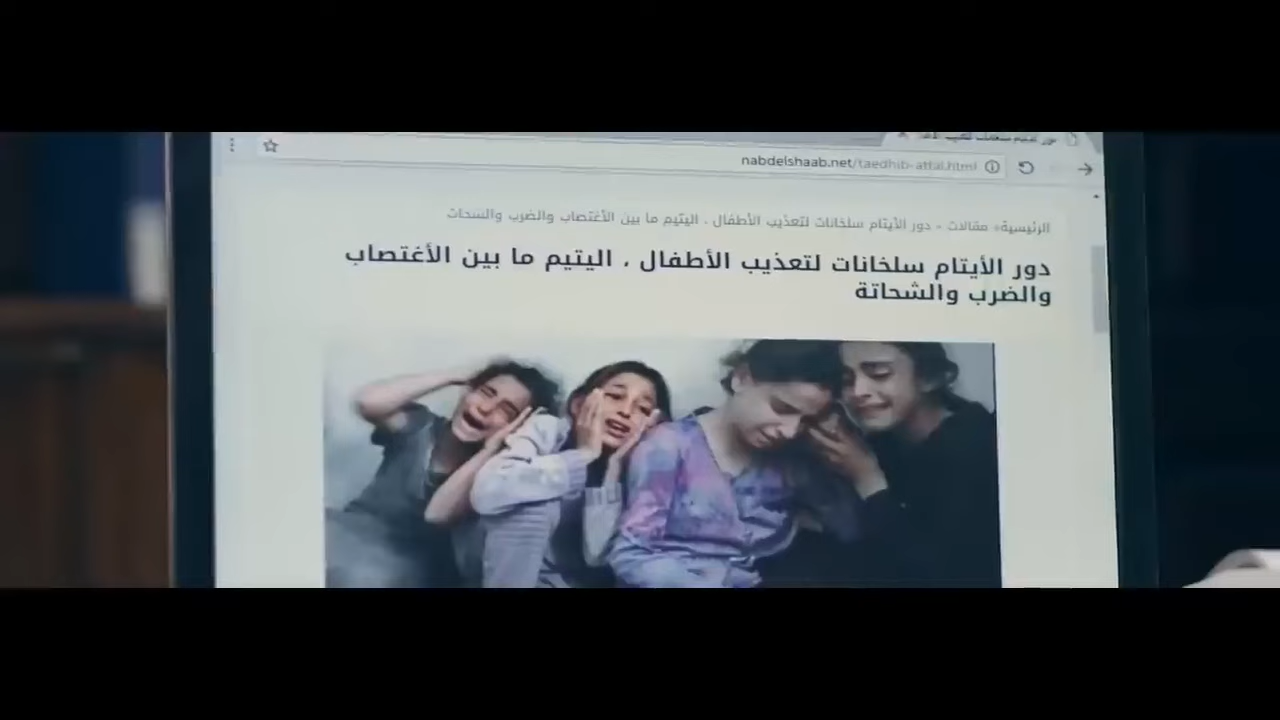 nabdelshaab.net/taedhib-atfal.html
الرئيسية» مقالات » دور الأيتام سلخانات لتعذيب الأطفال ، اليتيم ما بين الأغتصاب والضرب والشحات
دور الأيتام سلخانات لتعذيب الأطفال ، اليتيم ما بين الأغتصاب
والضرب والشحاتة